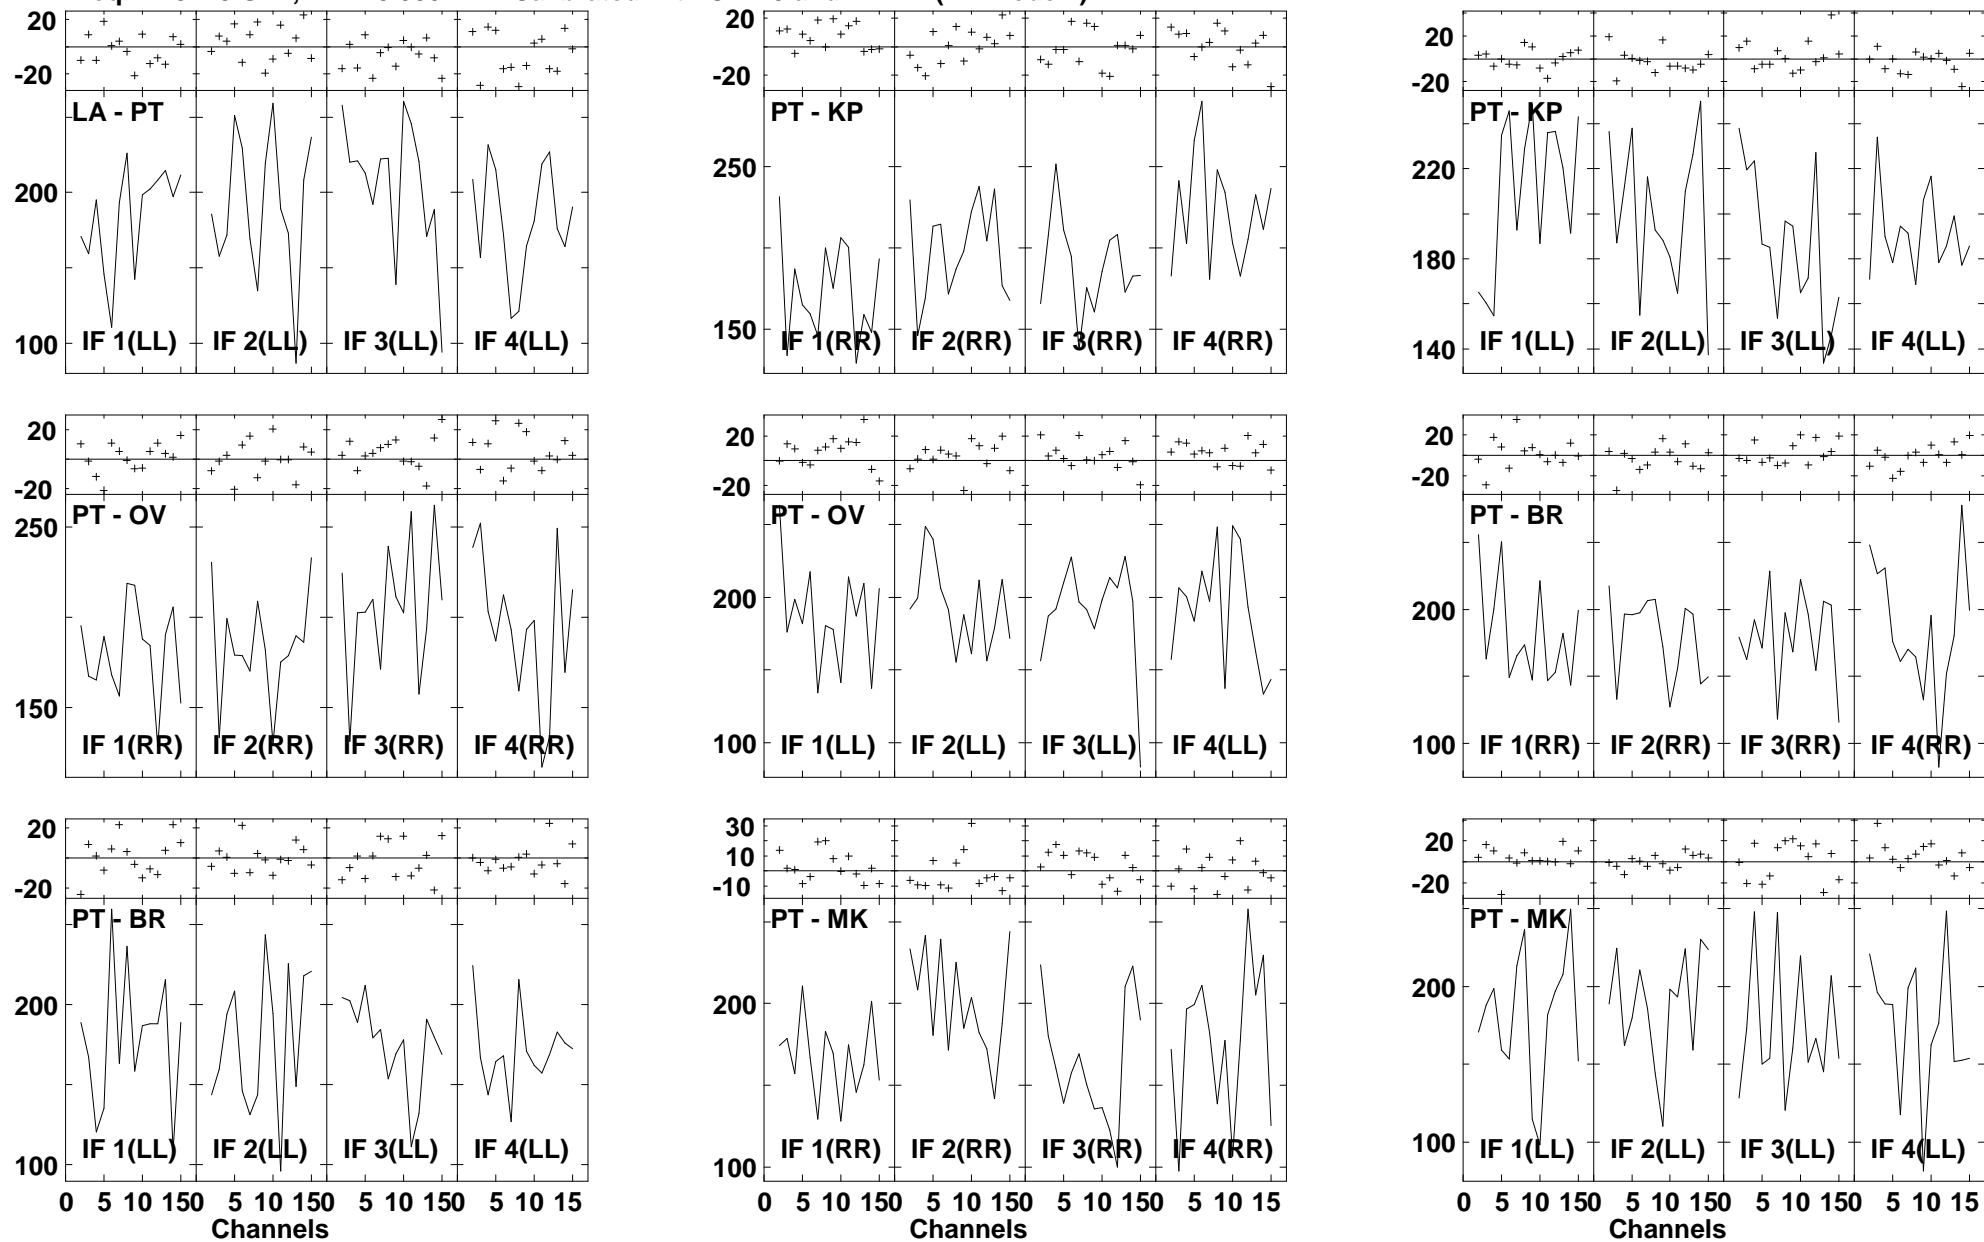 20
-20
LA - PT
200
100
IF 1(LL) IF 2(LL) IF 3(LL) IF 4(LL)
20
-20
PT - KP
250
150
IF 1(RR) IF 2(RR) IF 3(RR) IF 4(RR)
20
-20
PT - KP
220
180
140
IF 1(LL) IF 2(LL) IF 3(LL) IF 4(LL)
20
-20
PT - OV
250
150
IF 1(RR) IF 2(RR) IF 3(RR) IF 4(RR)
20
-20
PT - OV
200
100
IF 1(LL) IF 2(LL) IF 3(LL) IF 4(LL)
20
-20
PT - BR
200
100
IF 1(RR) IF 2(RR) IF 3(RR) IF 4(RR)
20
-20
PT - BR
200
100
IF 1(LL) IF 2(LL) IF 3(LL) IF 4(LL)
0 5 10 150 5 10 150 5 10 150 5 10 15
Channels
30
10
-10
PT - MK
200
100
IF 1(RR) IF 2(RR) IF 3(RR) IF 4(RR)
0 5 10 150 5 10 150 5 10 150 5 10 15
Channels
20
-20
PT - MK
200
100
IF 1(LL) IF 2(LL) IF 3(LL) IF 4(LL)
0 5 10 150 5 10 150 5 10 150 5 10 15
Channels